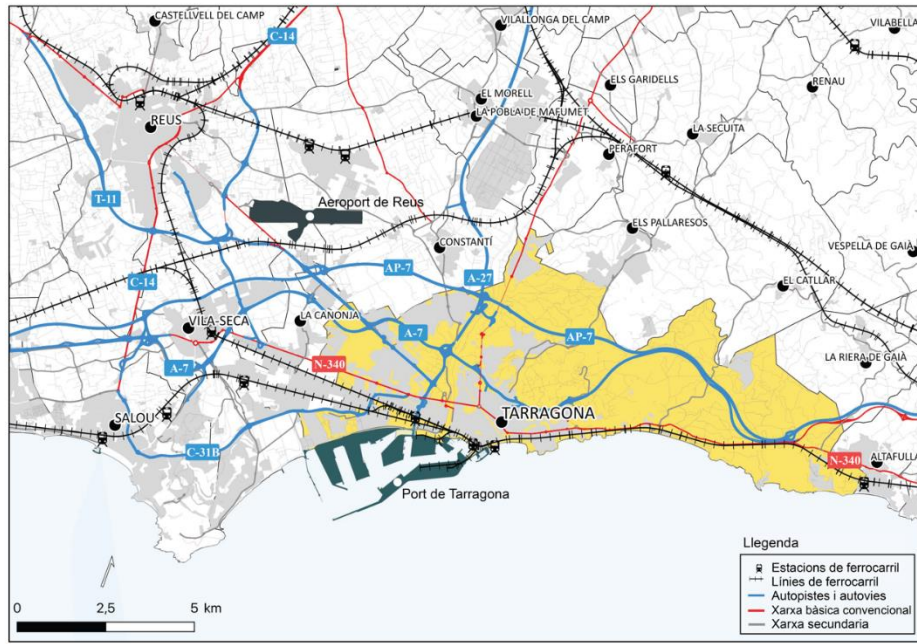 CASTELLVELL DEL CAMP
C-14
C-14
VILALLONGA DEL CAMP
VILABELLA
EL MORELL
ELS GARIDELLS
RENAU
LA POBLA DE MAFUMET
REUS
LA SECUITA
PERAFORT
T-11
Aeroport de Reus
ELS PALLARESOS
CONSTANTÍ
VESPELLA DE GAIÀ
AP-7
A-27
C-14
EL CATLLAR
LA CANONJA
VILA-SECA
A-7
AP-7
LA RIERA DE GAIÀ
A-7
N-340
SALOU
TARRAGONA
C-31B
N-340
ALTAFULLA
Port de Tarragona
Llegenda
Estacions de ferrocarril
Línies de ferrocarril
Autopistes i autovies
Xarxa bàsica convencional
Xarxa secundaria
0 2,5 5 km